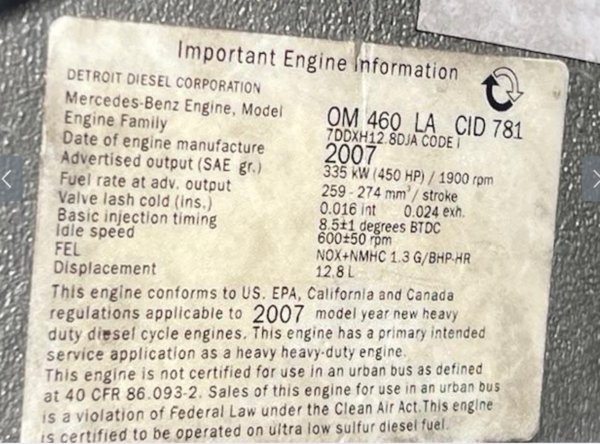 Important Engine Information
DETROIT DIESEL CORPORATION
Mercedes-Benz Engine, Model OM 460 LA CID 781
Engine Family 7DDXH12.8DJA CODE I
Date of engine manufacture 2007
Advertised output (SAE gr.) 335 kW (450 HP) / 1900 rpm
Fuel rate at adv. output 259 - 274 mm³/ stroke
Valve lash cold (ins.) 0.016 int 0.024 exh.
Basic injection timing 8.5±1 degrees BTDC
Idle speed 600±50 rpm
FEL NOX+NMHC 1.3 G/BHP-HR
Displacement 12,8 L
This engine conforms to US. EPA, California and Canada
regulations applicable to 2007 model year new heavy
duty diesel cycle engines. This engine has a primary intended
service application as a heavy heavy-duty engine.
This engine is not certified for use in an urban bus as defined
at 40 CFR 86.093-2. Sales of this engine for use in an urban bus
is a violation of Federal Law under the Clean Air Act.This engine
is certified to be operated on ultra low sulfur diesel fuel.